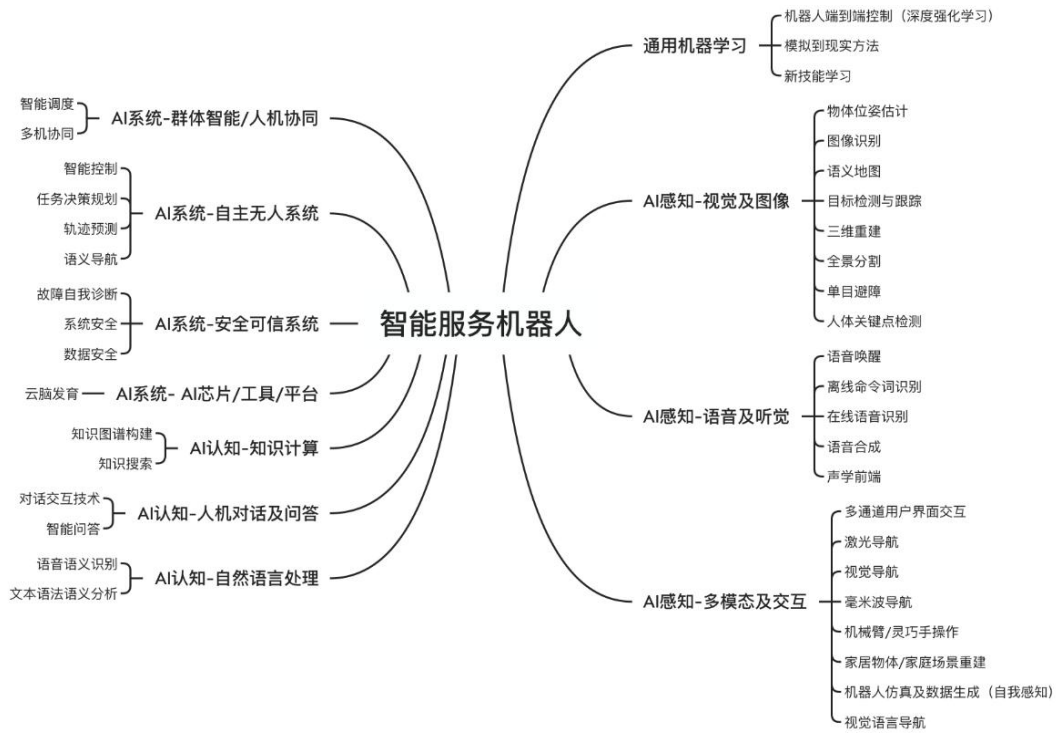 智能服务机器人
通用机器学习
机器人端到端控制（深度强化学习）
模拟到现实方法
新技能学习
AI感知-视觉及图像
物体位姿估计
图像识别
语义地图
目标检测与跟踪
三维重建
全景分割
单目避障
人体关键点检测
AI感知-语音及听觉
语音唤醒
离线命令词识别
在线语音识别
语音合成
声学前端
AI感知-多模态及交互
多通道用户界面交互
激光导航
视觉导航
毫米波导航
机械臂/灵巧手操作
家居物体/家庭场景重建
机器人仿真及数据生成（自我感知）
视觉语言导航
AI系统-群体智能/人机协同
智能调度
多机协同
AI系统-自主无人系统
智能控制
任务决策规划
轨迹预测
语义导航
AI系统-安全可信系统
故障自我诊断
系统安全
数据安全
AI系统- AI芯片/工具/平台
云脑发育
AI认知-知识计算
知识图谱构建
知识搜索
AI认知-人机对话及问答
对话交互技术
智能问答
AI认知-自然语言处理
语音语义识别
文本语法语义分析